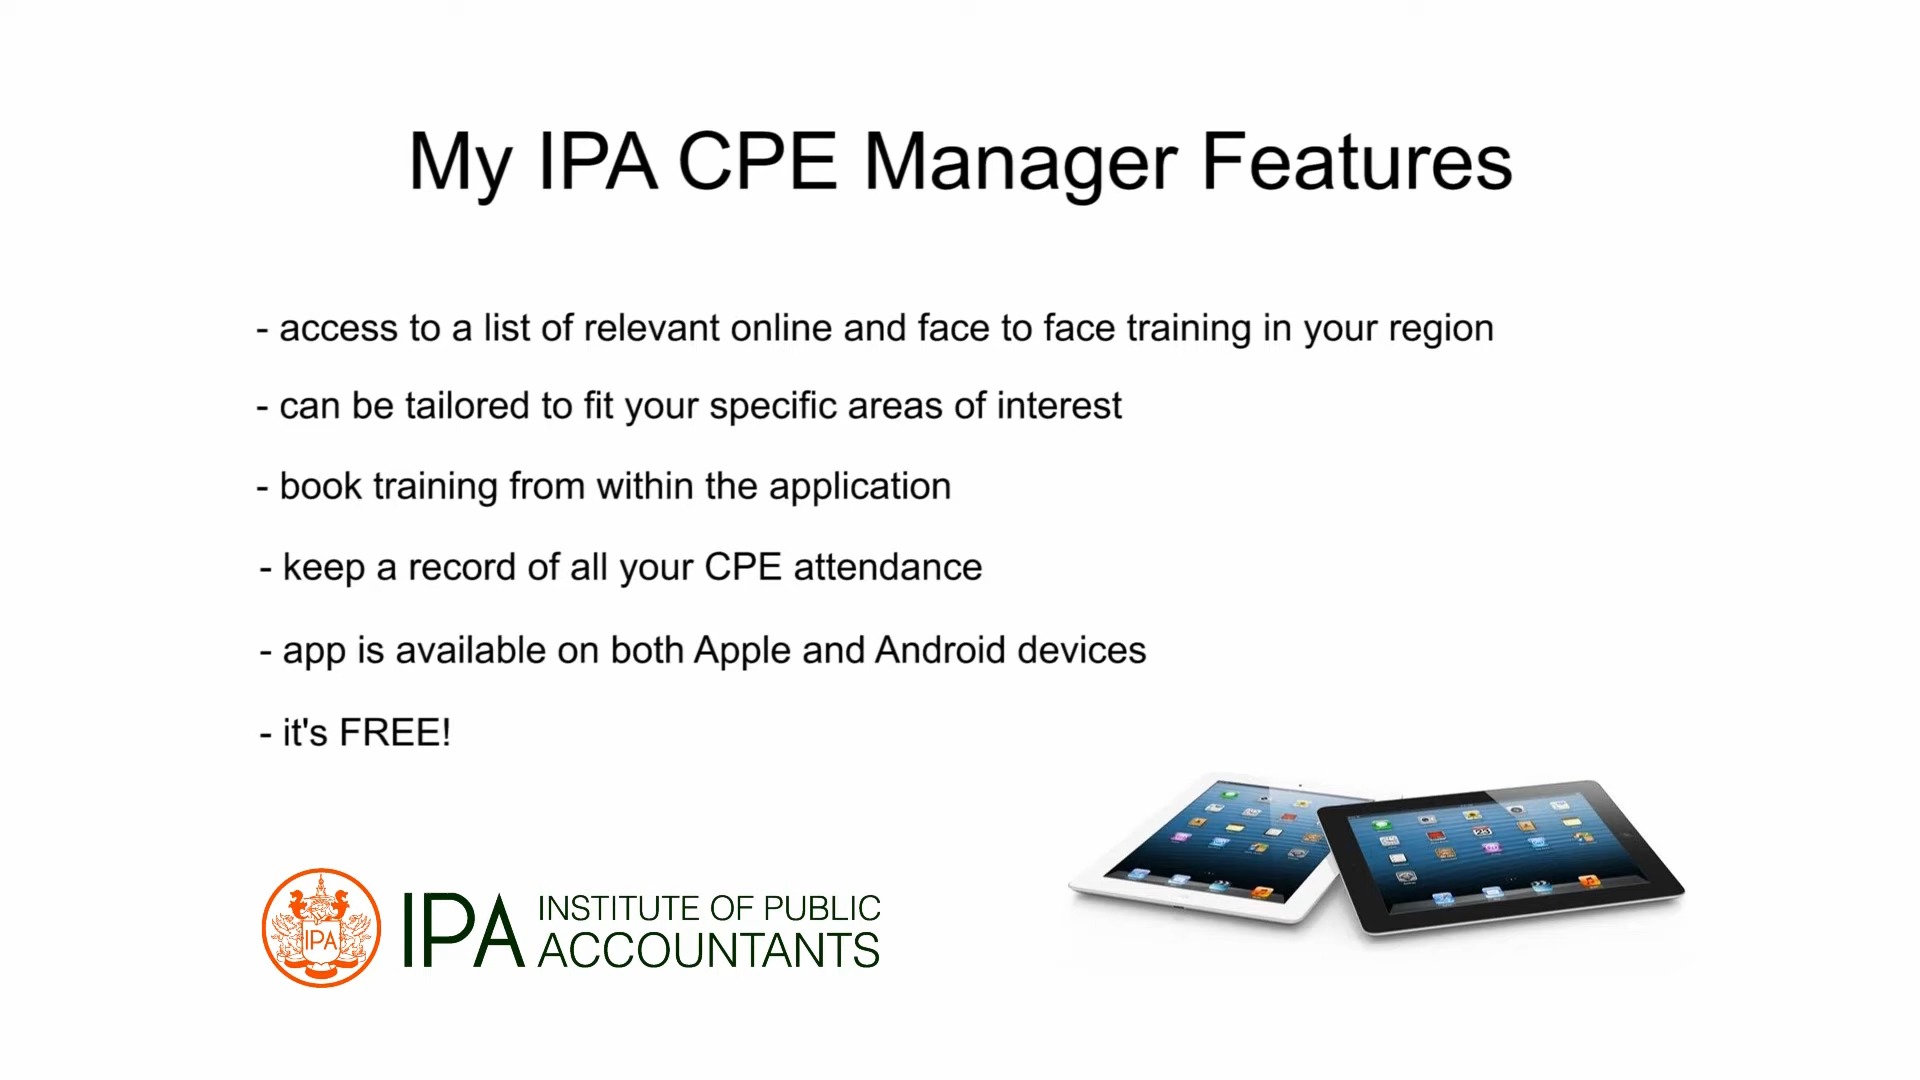 My IPA CPE Manager Features
- access to a list of relevant online and face to face training in your region
- can be tailored to fit your specific areas of interest
- book training from within the application
- keep a record of all your CPE attendance
- app is available on both Apple and Android devices
- it's FREE!
IPA
IPA INSTITUTE OF PUBLIC
ACCOUNTANTS